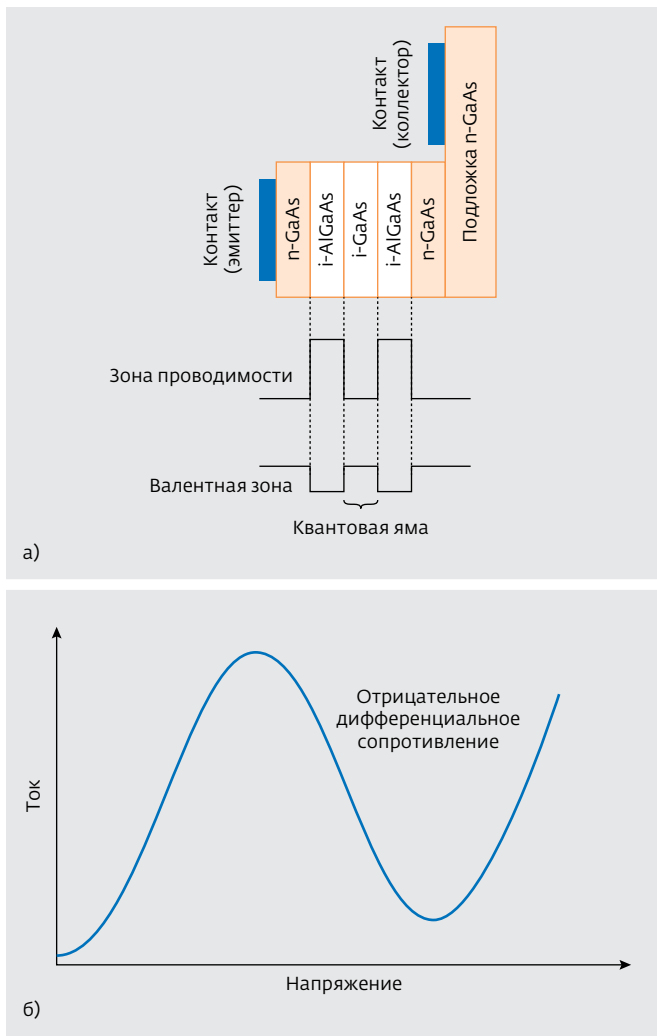 Контакт
(эмиттер)
n-GaAs
i-AlGaAs
i-GaAs
i-AlGaAs
n-GaAs
Контакт
(коллектор)
Подложка n-GaAs
Зона проводимости
Валентная зона
Квантовая яма
а)
Ток
Отрицательное
дифференциальное
сопротивление
Напряжение
б)